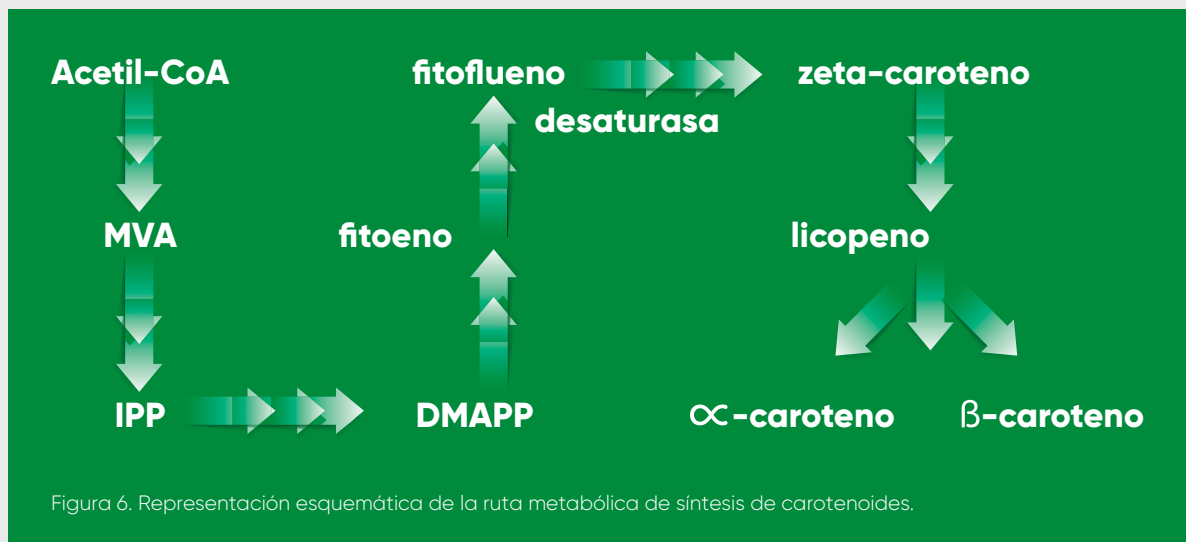 Acetil-CoA
fitoflueno
zeta-caroteno
desaturasa
MVA
fitoeno
licopeno
IPP
DMAPP
∝-caroteno
ß-caroteno
Figura 6. Representación esquemática de la ruta metabólica de síntesis de carotenoides.